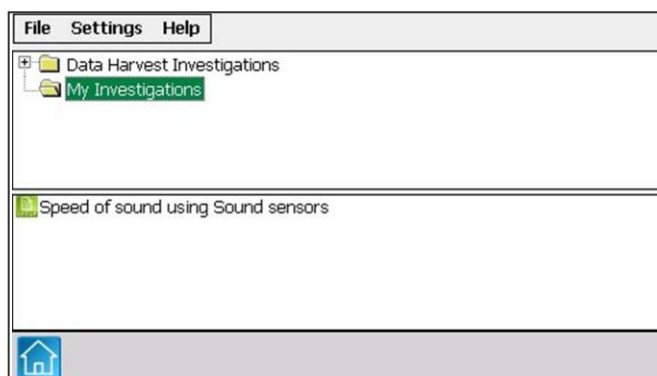 File Settings Help
Data Harvest Investigations
My Investigations
Speed of sound using Sound sensors